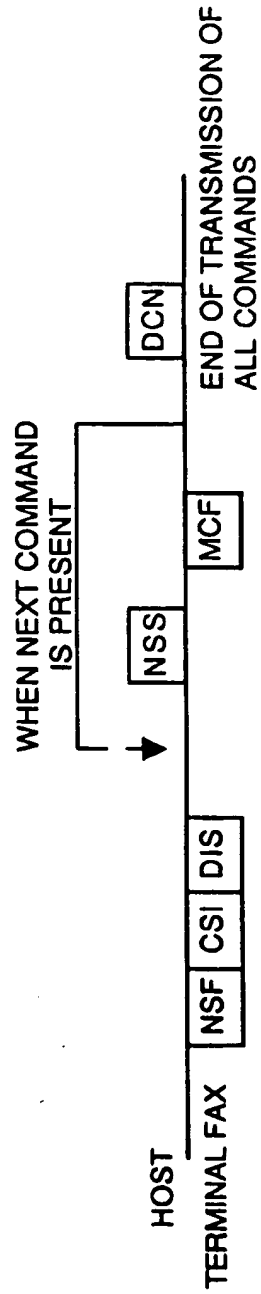 WHEN NEXT COMMAND
IS PRESENT
HOST
NSS
DCN
TERMINAL FAX
NSF
CSI
DIS
MCF
END OF TRANSMISSION OF
ALL COMMANDS